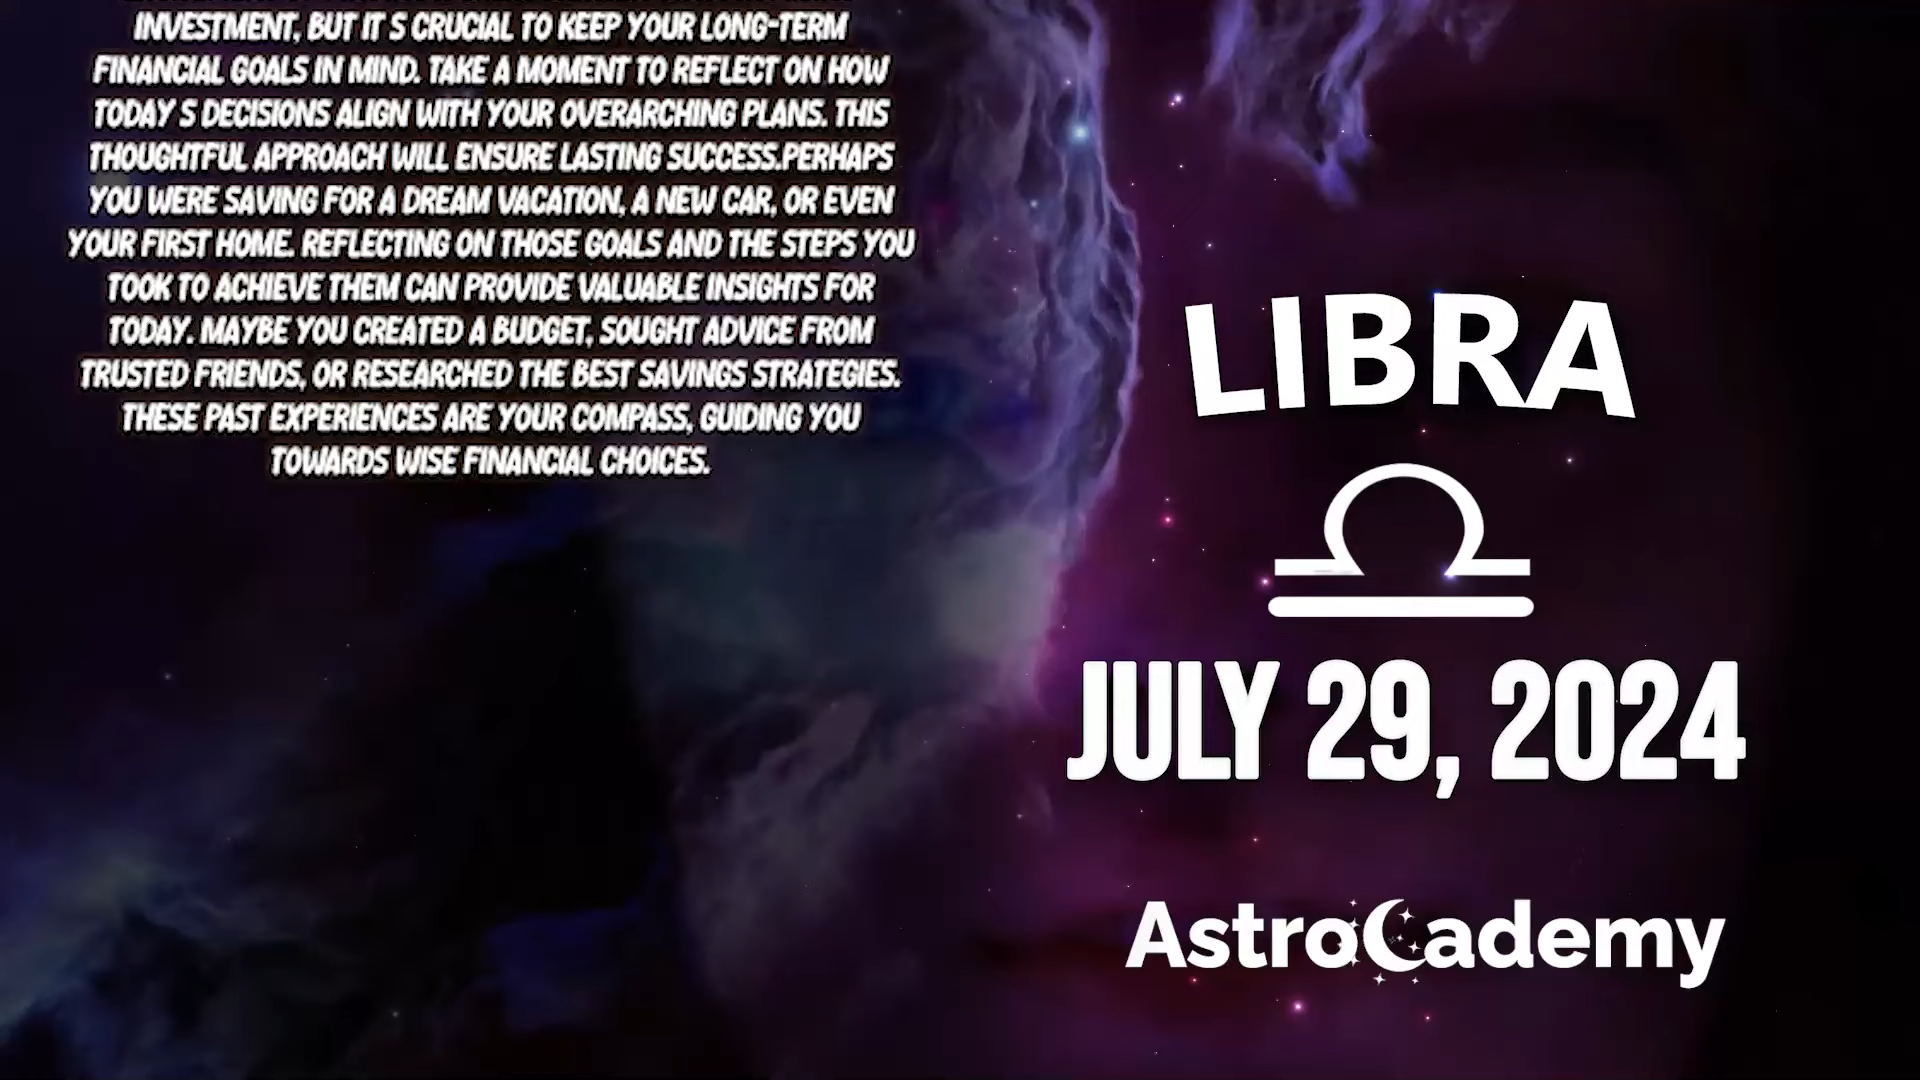 INVESTMENT, BUT IT S CRUCIAL TO KEEP YOUR LONG-TERM
FINANCIAL GOALS IN MIND. TAKE A MOMENT TO REFLECT ON HOW
TODAY S DECISIONS ALIGN WITH YOUR OVERARCHING PLANS. THIS
THOUGHTFUL APPROACH WILL ENSURE LASTING SUCCESS.PERHAPS
YOU WERE SAVING FOR A DREAM VACATION, A NEW CAR, OR EVEN
YOUR FIRST HOME. REFLECTING ON THOSE GOALS AND THE STEPS YOU
TOOK TO ACHIEVE THEM CAN PROVIDE VALUABLE INSIGHTS FOR
TODAY. MAYBE YOU CREATED A BUDGET, SOUGHT ADVICE FROM
TRUSTED FRIENDS, OR RESEARCHED THE BEST SAVINGS STRATEGIES.
THESE PAST EXPERIENCES ARE YOUR COMPASS, GUIDING YOU
TOWARDS WISE FINANCIAL CHOICES.
LIBRA
JULY 29, 2024
AstroCademy